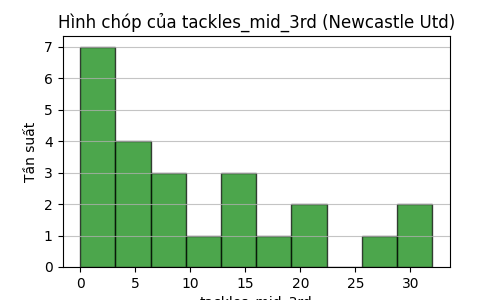 Hình chóp của tackles_mid_3rd (Newcastle Utd)
Tần suất
7
6
5
4
3
2
1
0
0 5 10 15 20 25 30
tackles_mid_3rd